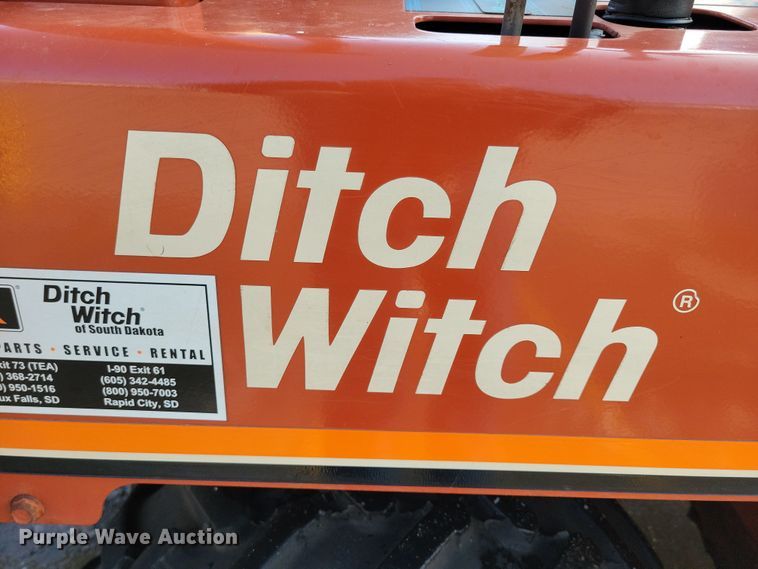 Ditch
Witch®
Ditch
Witch®
of South Dakota
PARTS · SERVICE · RENTAL
xit 73 (TEA)
) 368-2714
) 950-1516
ux Falls, SD
I-90 Exit 61
(605) 342-4485
(800) 950-7003
Rapid City, SD
Purple Wave Auction